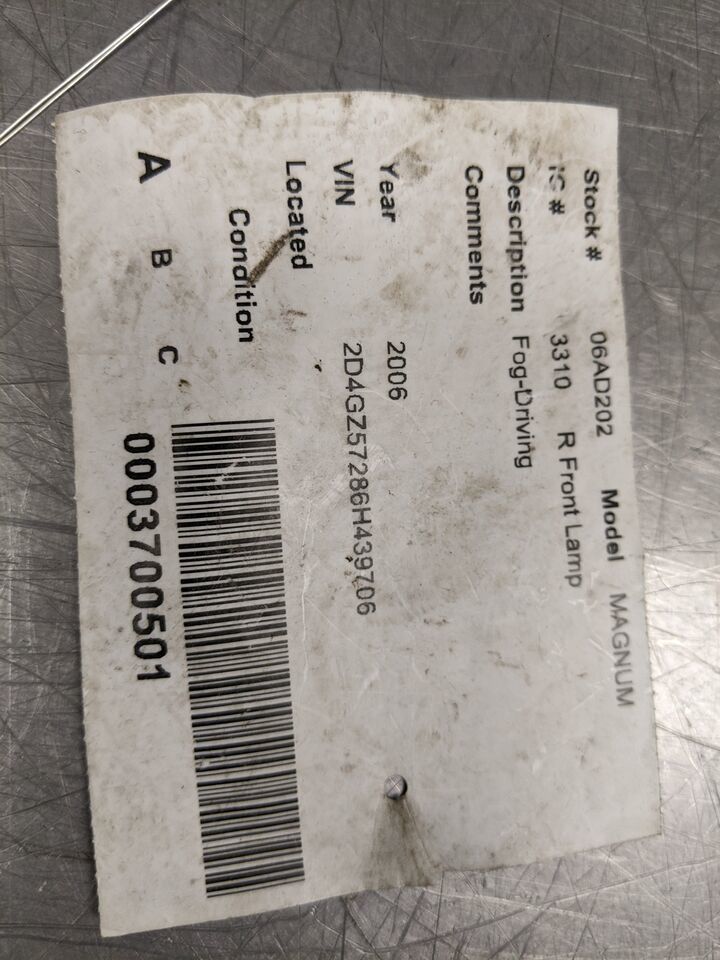 Stock # 06AD202 Model MAGNUM
IC # 3310 R Front Lamp
Description Fog-Driving
Comments
Year 2006
VIN 2D4GZ57286H439706
Located
Condition
A B C
0003700501